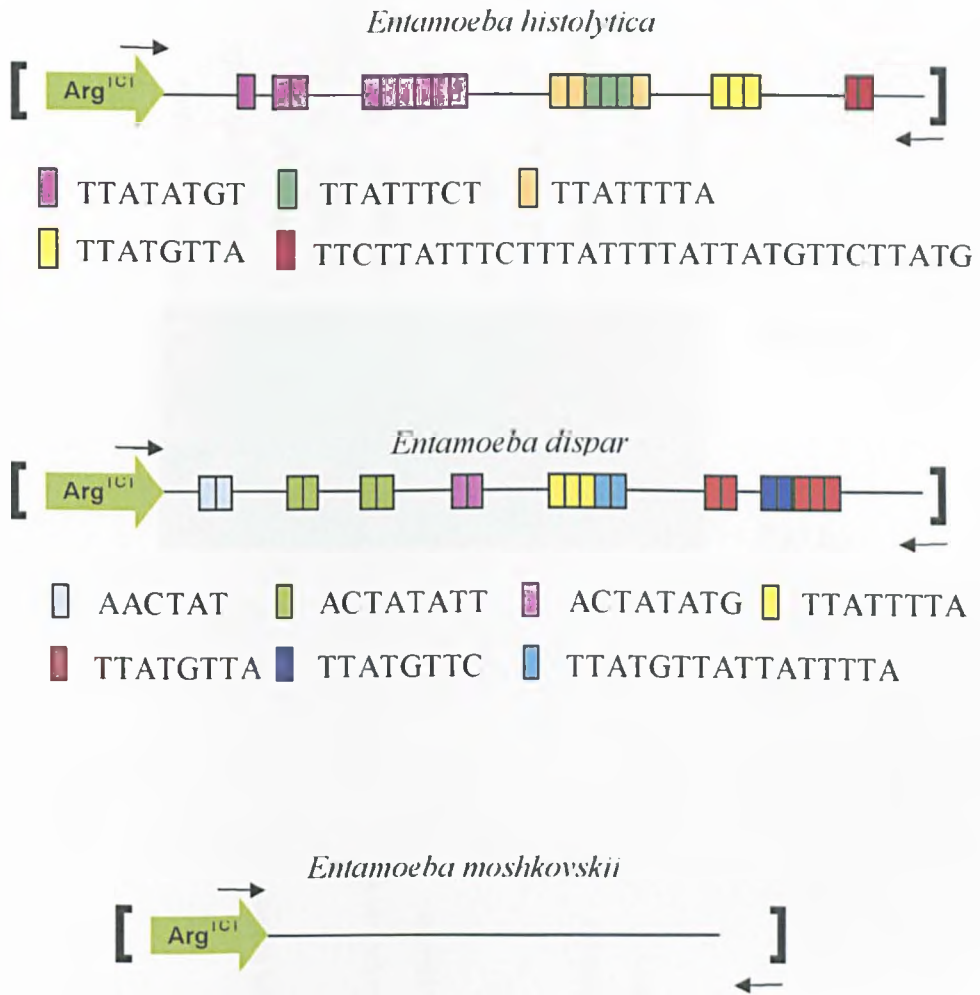 Entamoeba histolytica
[ Arg^TCT ]
TTATATGT TTATTTCT TTATTTTA
TTATGTTA TTCTTATTTCTTTATTTTATTATGTTCTTATG
Entamoeba dispar
[ Arg^TCT ]
AACTAT ACTATATT ACTATATG TTATTTTA
TTATGTTA TTATGTTC TTATGTTATTATTTTA
Entamoeba moshkovskii
[ Arg^TCT ]